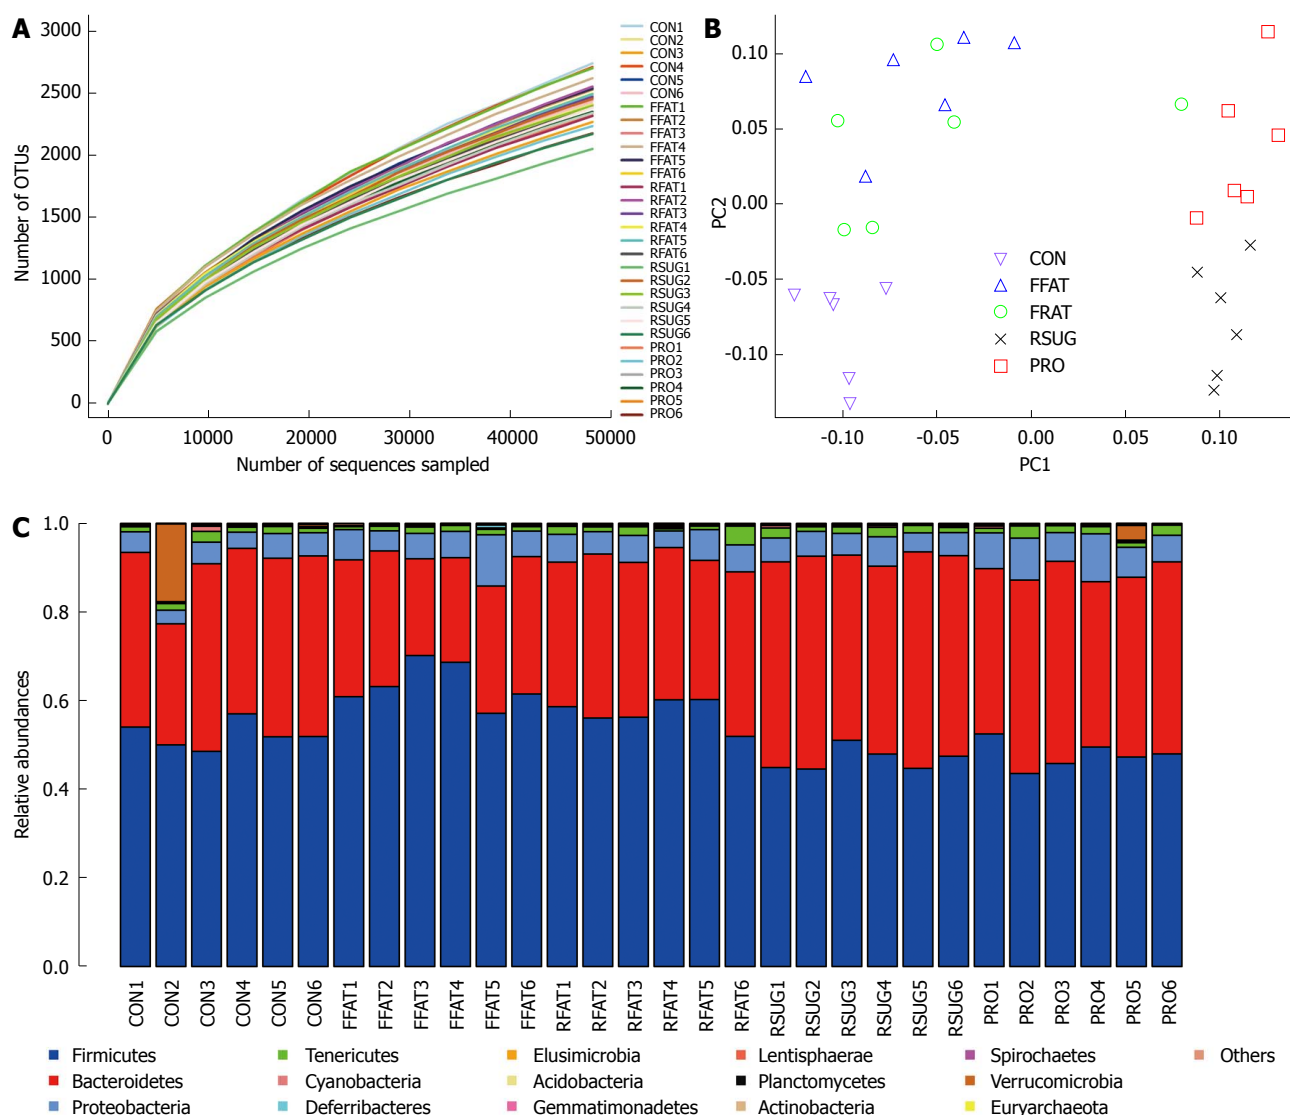 A
3000
2500
2000
1500
1000
500
0
Number of OTUs
0 10000 20000 30000 40000 50000
Number of sequences sampled
CON1
CON2
CON3
CON4
CON5
CON6
FFAT1
FFAT2
FFAT3
FFAT4
FFAT5
FFAT6
RFAT1
RFAT2
RFAT3
RFAT4
RFAT5
RFAT6
RSUG1
RSUG2
RSUG3
RSUG4
RSUG5
RSUG6
PRO1
PRO2
PRO3
PRO4
PRO5
PRO6
B
0.10
0.05
0.00
-0.05
-0.10
PC2
CON
FFAT
FRAT
RSUG
PRO
-0.10 -0.05 0.00 0.05 0.10
PC1
C
1.0
0.8
0.6
0.4
0.2
0.0
Relative abundances
CON1 CON2 CON3 CON4 CON5 CON6 FFAT1 FFAT2 FFAT3 FFAT4 FFAT5 FFAT6 RFAT1 RFAT2 RFAT3 RFAT4 RFAT5 RFAT6 RSUG1 RSUG2 RSUG3 RSUG4 RSUG5 RSUG6 PRO1 PRO2 PRO3 PRO4 PRO5 PRO6
Firmicutes Tenericutes Elusimicrobia Lentisphaerae Spirochaetes Others
Bacteroidetes Cyanobacteria Acidobacteria Planctomycetes Verrucomicrobia
Proteobacteria Deferribacteres Gemmatimonadetes Actinobacteria Euryarchaeota